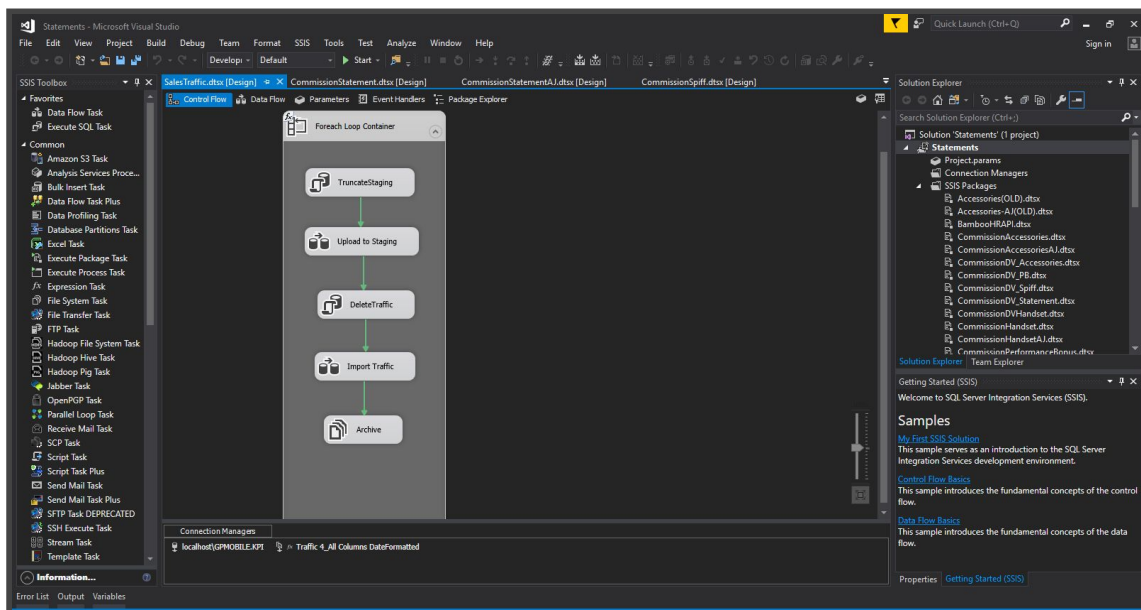 Statements - Microsoft Visual Studio
Quick Launch (Ctrl+Q)
File Edit View Project Build Debug Team Format SSIS Tools Test Analyze Window Help
Sign in
Developi Default Start
SSIS Toolbox
Favorites
Data Flow Task
Execute SQL Task
Common
Amazon S3 Task
Analysis Services Proce...
Bulk Insert Task
Data Flow Task Plus
Data Profiling Task
Database Partitions Task
Excel Task
Execute Package Task
Execute Process Task
fx Expression Task
File System Task
File Transfer Task
FTP Task
Hadoop File System Task
Hadoop Hive Task
Hadoop Pig Task
Jabber Task
OpenPGP Task
Parallel Loop Task
Receive Mail Task
SCP Task
Script Task
Script Task Plus
Send Mail Task
Send Mail Task Plus
SFTP Task DEPRECATED
SSH Execute Task
Stream Task
Template Task
Information...
SalesTraffic.dtsx [Design] CommissionStatement.dtsx [Design] CommissionStatementAJ.dtsx [Design] CommissionSpiff.dtsx [Design]
Control Flow Data Flow Parameters Event Handlers Package Explorer
fx
Foreach Loop Container
TruncateStaging
Upload to Staging
DeleteTraffic
Import Traffic
Archive
Connection Managers
localhost\GPMOBILE.KPI fx Traffic 4_All Columns DateFormatted
Solution Explorer
Search Solution Explorer (Ctrl+;)
Solution 'Statements' (1 project)
Statements
Project.params
Connection Managers
SSIS Packages
Accessories(OLD).dtsx
Accessories-AJ(OLD).dtsx
BambooHRAPI.dtsx
CommissionAccessories.dtsx
CommissionAccessoriesAJ.dtsx
CommissionDV_Accessories.dtsx
CommissionDV_PB.dtsx
CommissionDV_Spiff.dtsx
CommissionDV_Statement.dtsx
CommissionDVHandset.dtsx
CommissionHandset.dtsx
CommissionHandsetAJ.dtsx
CommissionPerformanceBonus.dtsx
Solution Explorer Team Explorer
Getting Started (SSIS)
Welcome to SQL Server Integration Services (SSIS).
Samples
My First SSIS Solution
This sample serves as an introduction to the SQL Server
Integration Services development environment.
Control Flow Basics
This sample introduces the fundamental concepts of the control
flow.
Data Flow Basics
This sample introduces the fundamental concepts of the data
flow.
Properties Getting Started (SSIS)
Error List Output Variables